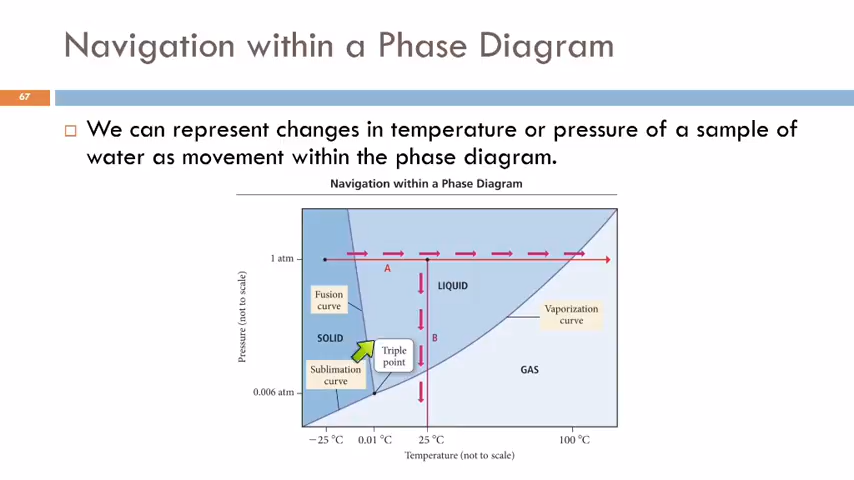 Navigation within a Phase Diagram
67
We can represent changes in temperature or pressure of a sample of
water as movement within the phase diagram.
Navigation within a Phase Diagram
Pressure (not to scale)
1 atm
0.006 atm
A
LIQUID
Fusion
curve
Vaporization
curve
SOLID
B
Triple
point
Sublimation
curve
GAS
−25 °C
0.01 °C
25 °C
100 °C
Temperature (not to scale)